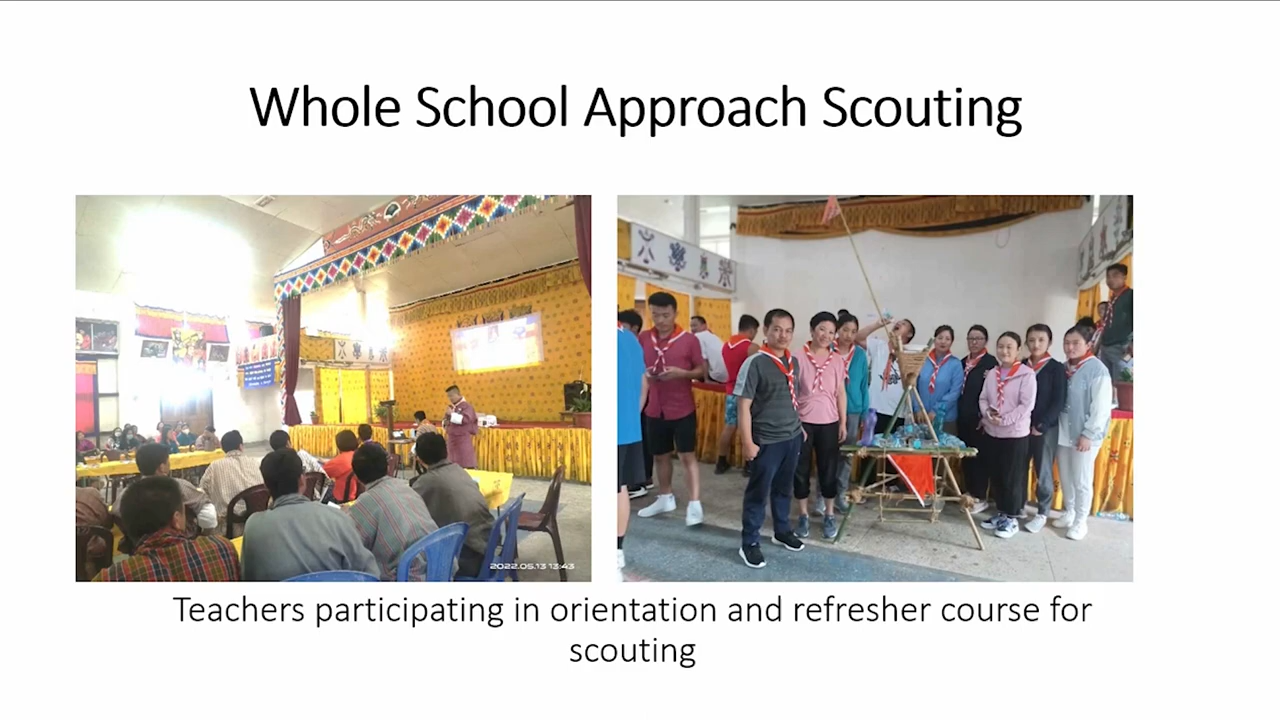 Whole School Approach Scouting
2022.05.13 13:43
Teachers participating in orientation and refresher course for
scouting